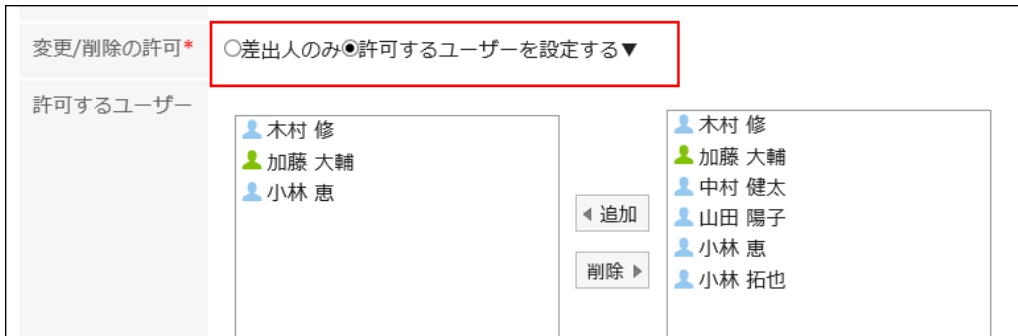 変更/削除の許可* ○差出人のみ◉許可するユーザーを設定する▼
許可するユーザー
木村 修
加藤 大輔
小林 恵
追加
削除
木村 修
加藤 大輔
中村 健太
山田 陽子
小林 恵
小林 拓也